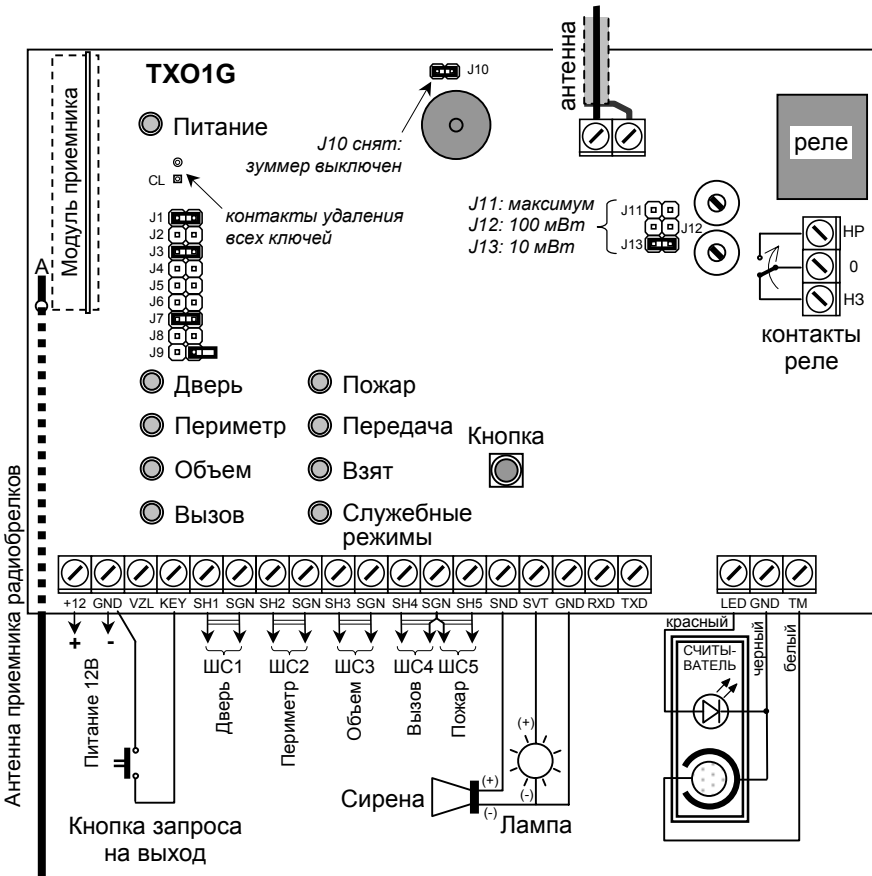 TXO1G
J10
антенна
Модуль приемника
Питание
J10 снят:
зуммер выключен
реле
CL
контакты удаления
всех ключей
J1
J2
J3
J4
J5
J6
J7
J8
J9
J11: максимум
J12: 100 мВт
J13: 10 мВт
J11
J12
J13
НР
0
НЗ
контакты
реле
A
Дверь
Пожар
Периметр
Передача
Объем
Взят
Вызов
Служебные
режимы
Кнопка
Антенна приемника радиобрелков
+12 GND VZL KEY SH1 SGN SH2 SGN SH3 SGN SH4 SGN SH5 SND SVT GND RXD TXD
LED GND TM
+ -
Питание 12В
ШС1 ШС2 ШС3 ШС4 ШС5
Дверь
Периметр
Объем
Вызов
Пожар
красный
черный
белый
СЧИТЫ-
ВАТЕЛЬ
(+)
(-)
(+)
(-)
Сирена
Лампа
Кнопка запроса
на выход